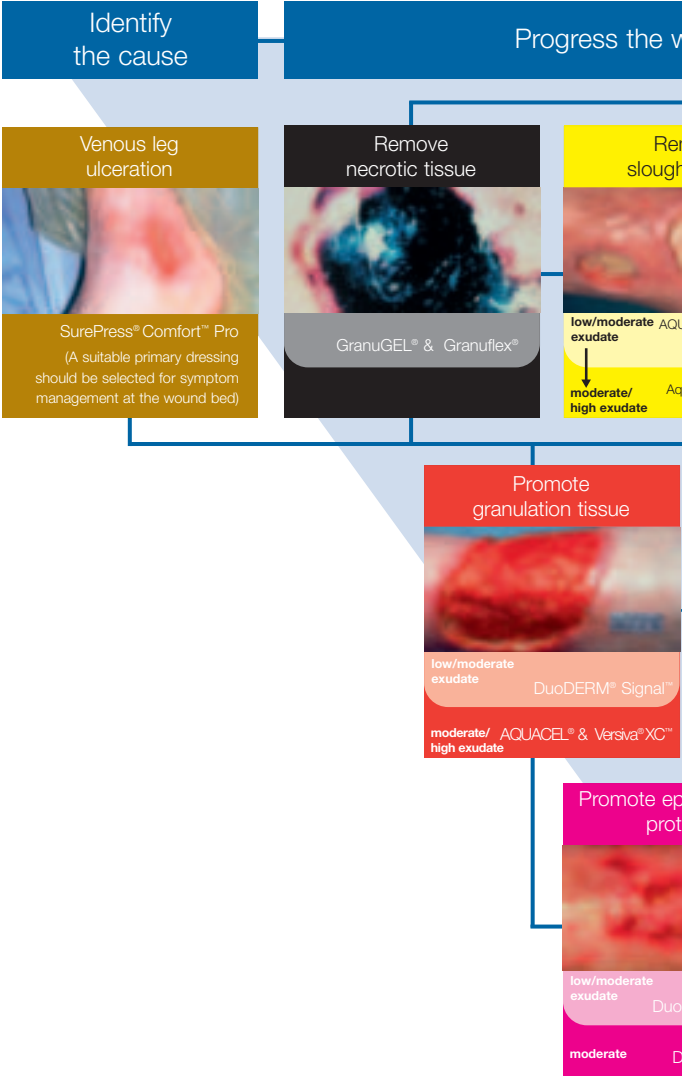 Identify
the cause
Progress the w
Venous leg
ulceration
SurePress® Comfort™ Pro
(A suitable primary dressing
should be selected for symptom
management at the wound bed)
Remove
necrotic tissue
GranuGEL® & Granuflex®
Rem
slough
low/moderate AQU
exudate
moderate/ Aq
high exudate
Promote
granulation tissue
low/moderate
exudate
DuoDERM® Signal™
moderate/ AQUACEL® & Versiva® XC™
high exudate
Promote ep
prot
low/moderate
exudate
Duo
moderate D